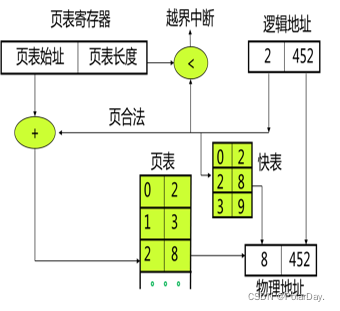 页表寄存器
越界中断
逻辑地址
页表始址 页表长度
<
2 452
页合法
+
页表
快表
0 2
2 8
3 9
0 2
1 3
2 8
8 452
物理地址